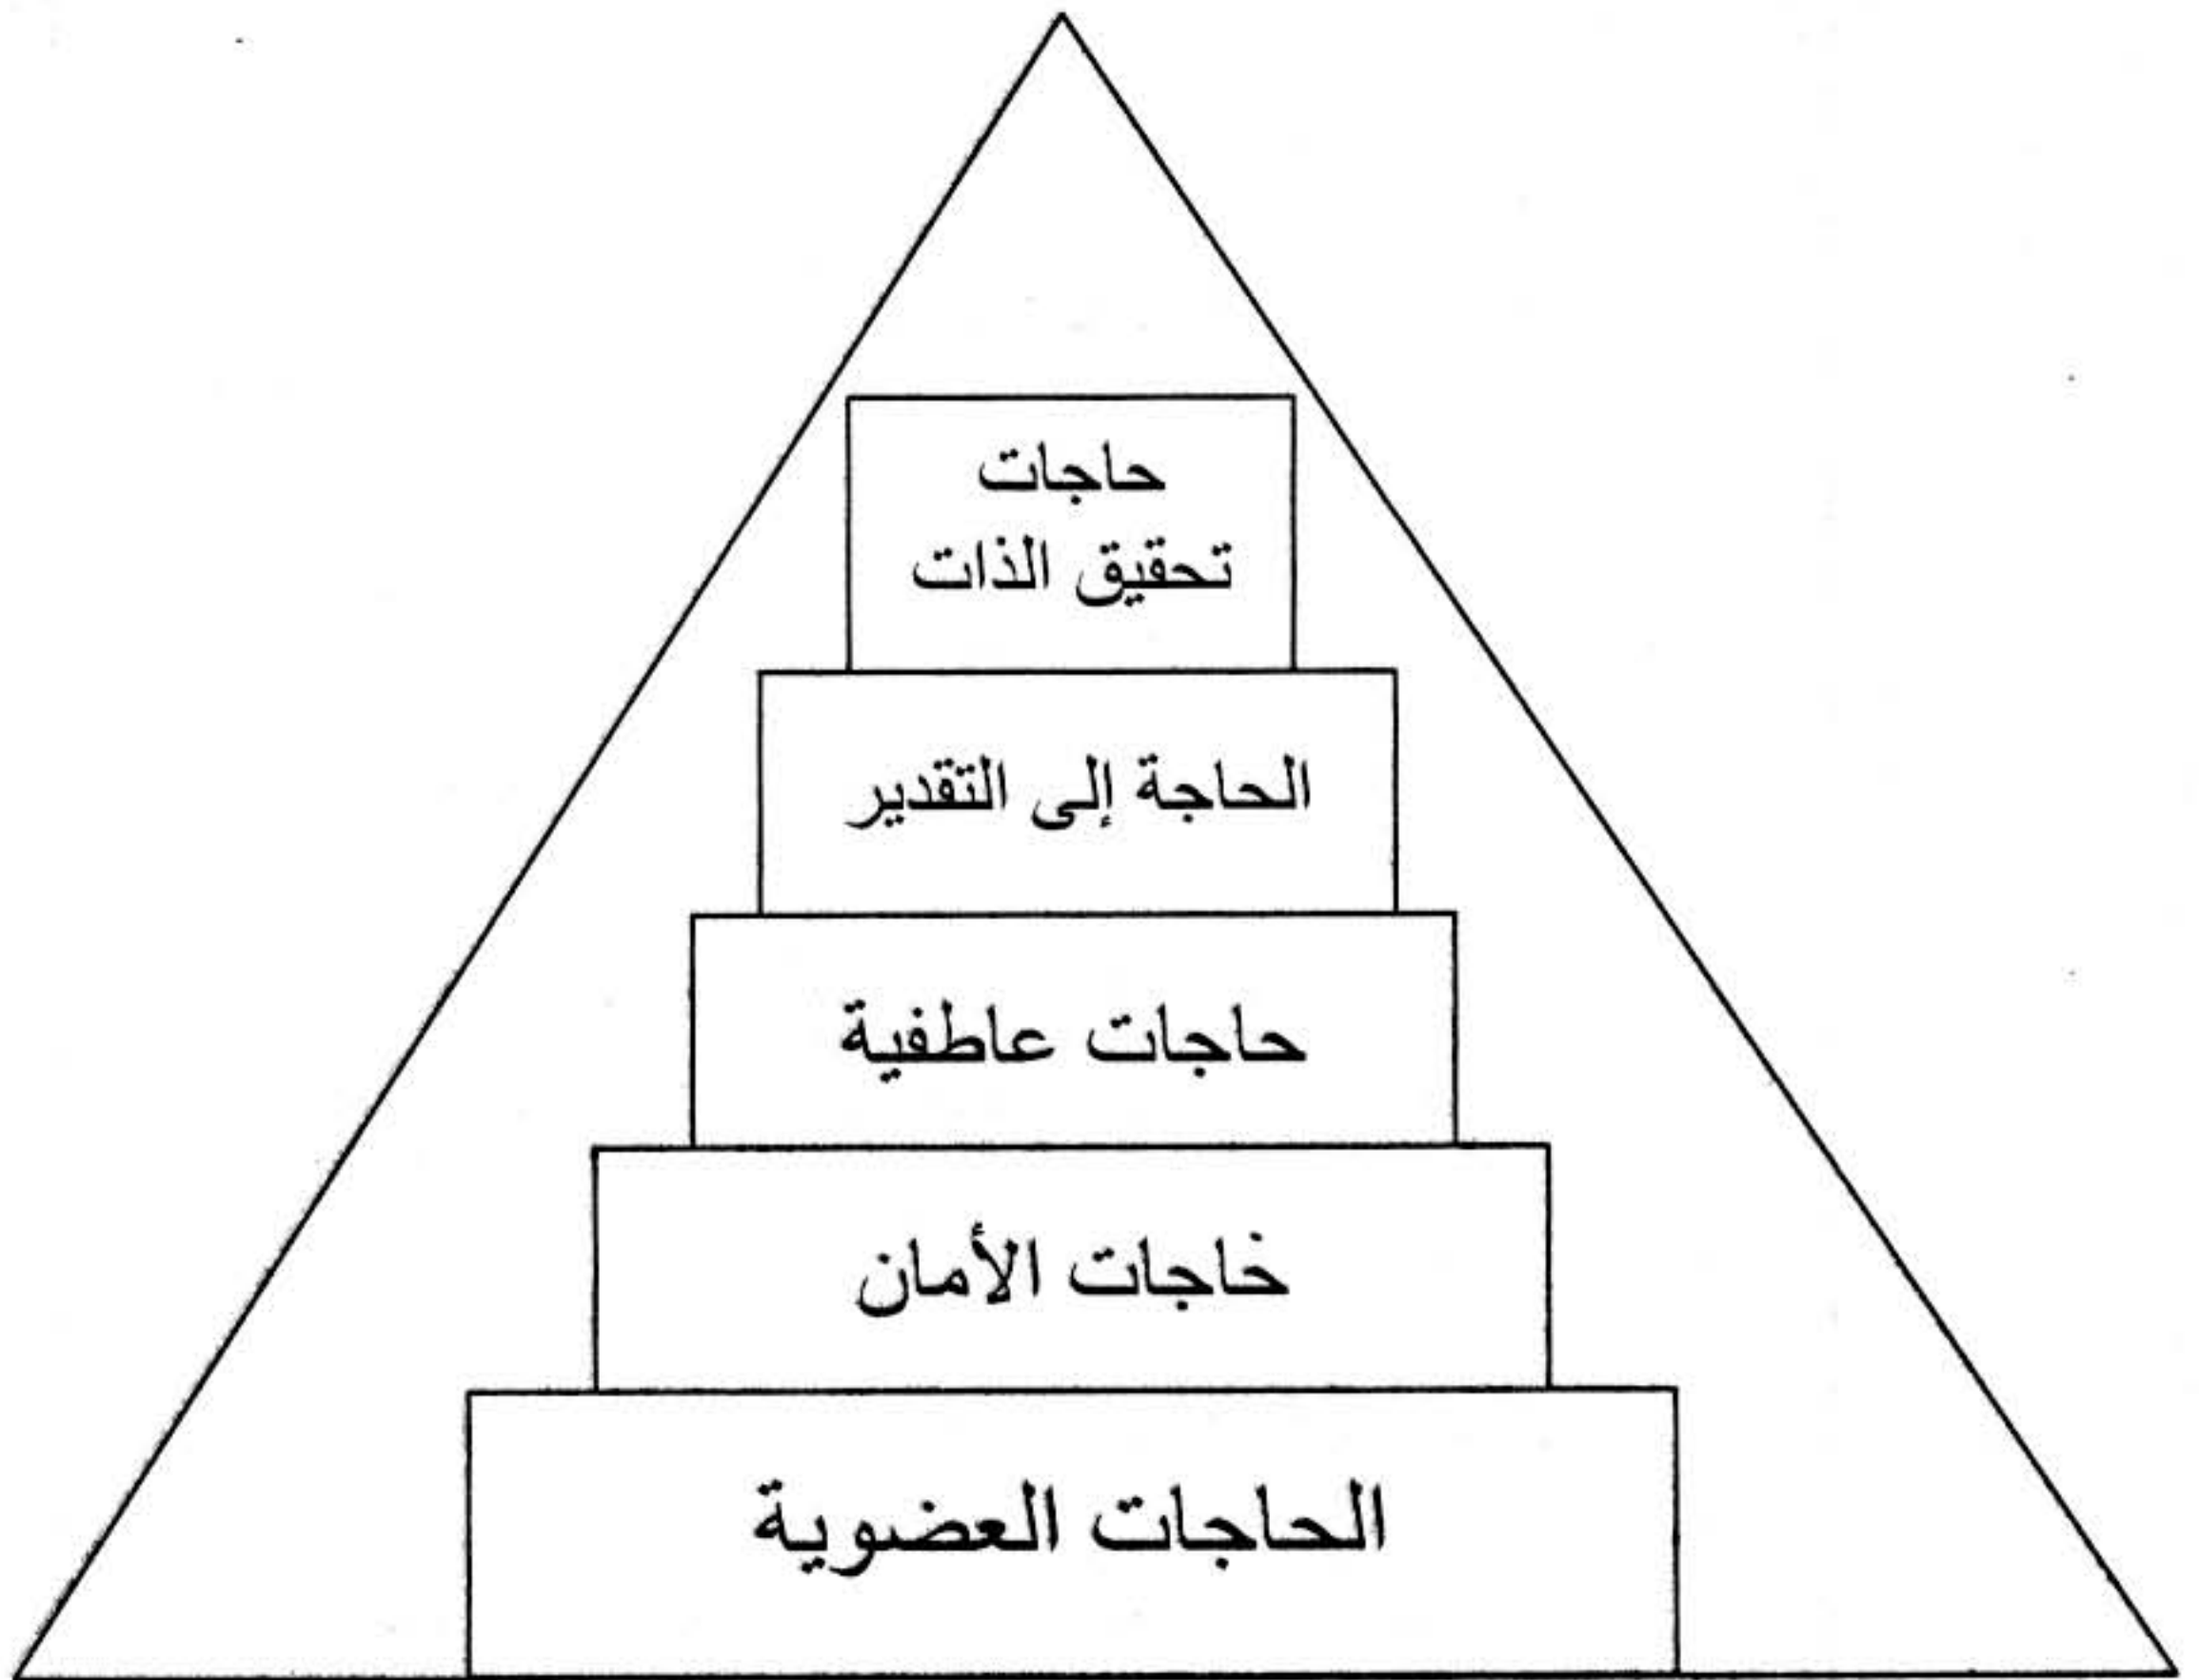 حاجات
تحقيق الذات
الحاجة إلى التقدير
حاجات عاطفية
خاجات الأمان
الحاجات العضوية